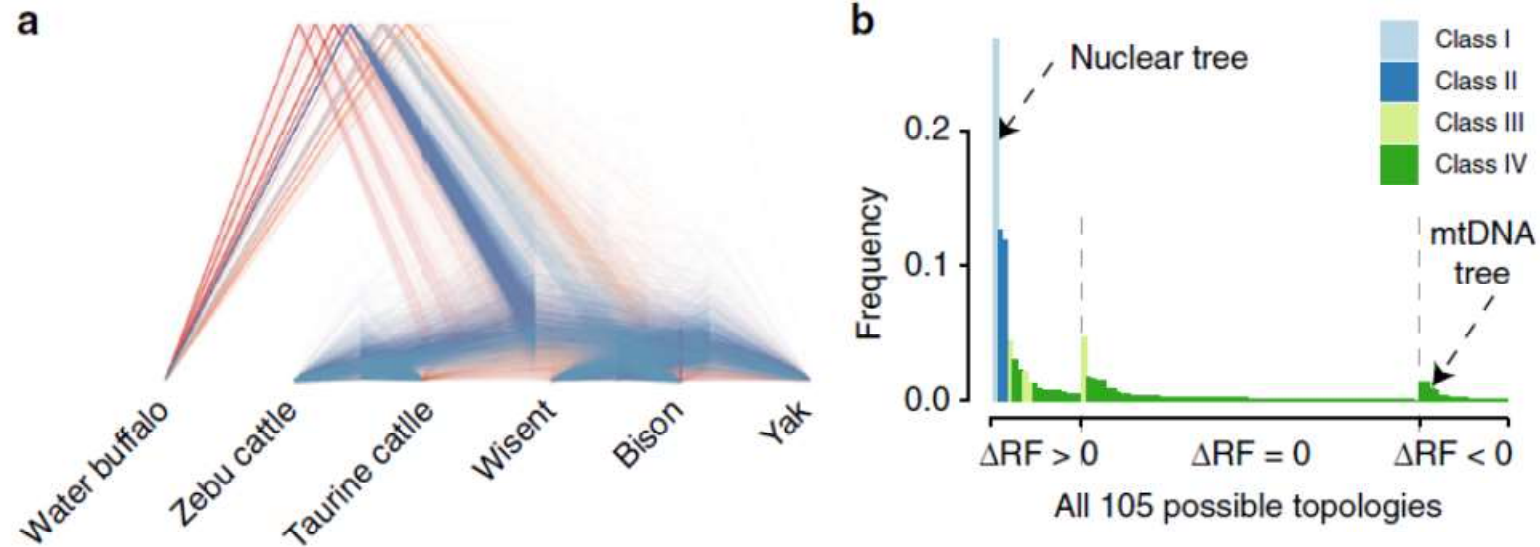 a
Water buffalo
Zebu cattle
Taurine catlle
Wisent
Bison
Yak
b
Nuclear tree
Class I
Class II
Class III
Class IV
mtDNA
tree
Frequency
0.2
0.1
0.0
ΔRF > 0
ΔRF = 0
ΔRF < 0
All 105 possible topologies